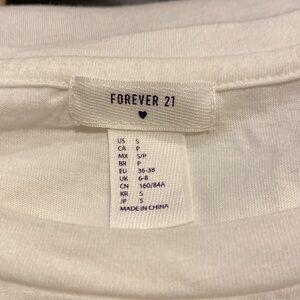 FOREVER 21
US S
CA P
MX S/P
BR P
EU 36-38
UK 6-8
CN 160/84A
KR S
JP S
MADE IN CHINA